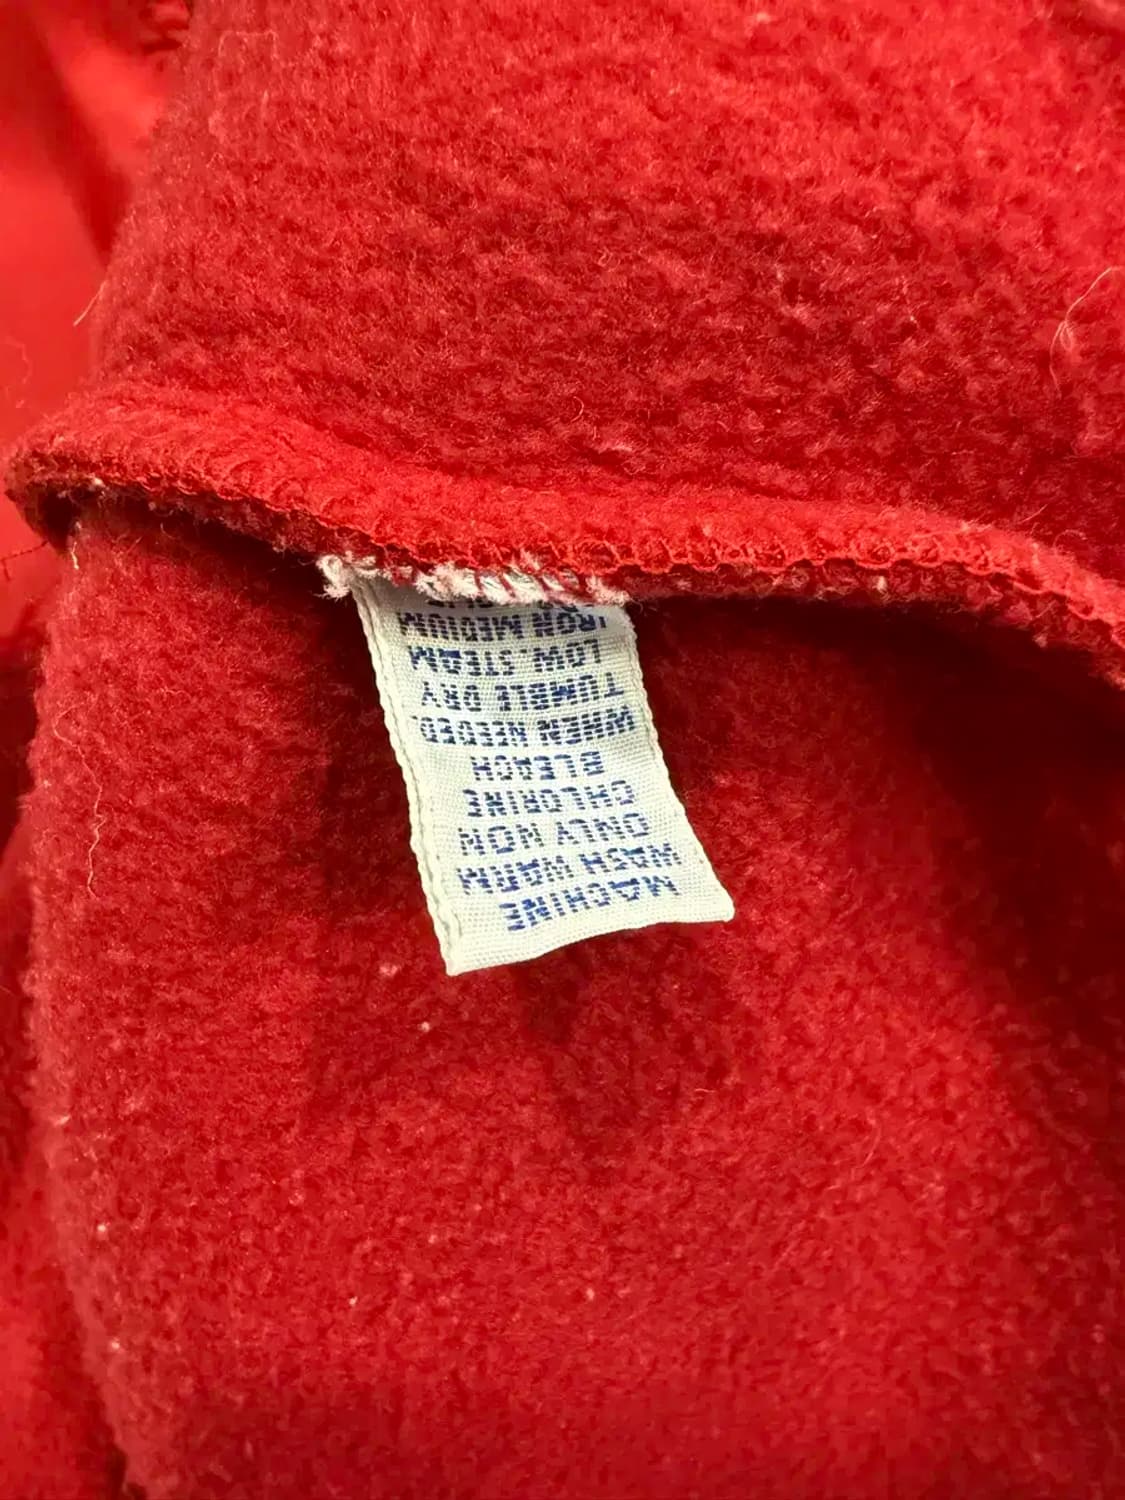 MACHINE
WASH WARM
ONLY NON
CHLORINE
BLEACH
WHEN NEEDED.
TUMBLE DRY
LOW. STEAM
IRON MEDIUM